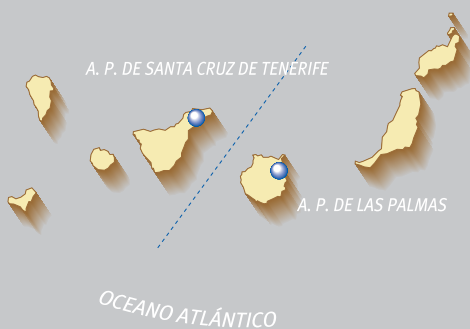 A. P. DE SANTA CRUZ DE TENERIFE
A. P. DE LAS PALMAS
OCEANO ATLÁNTICO